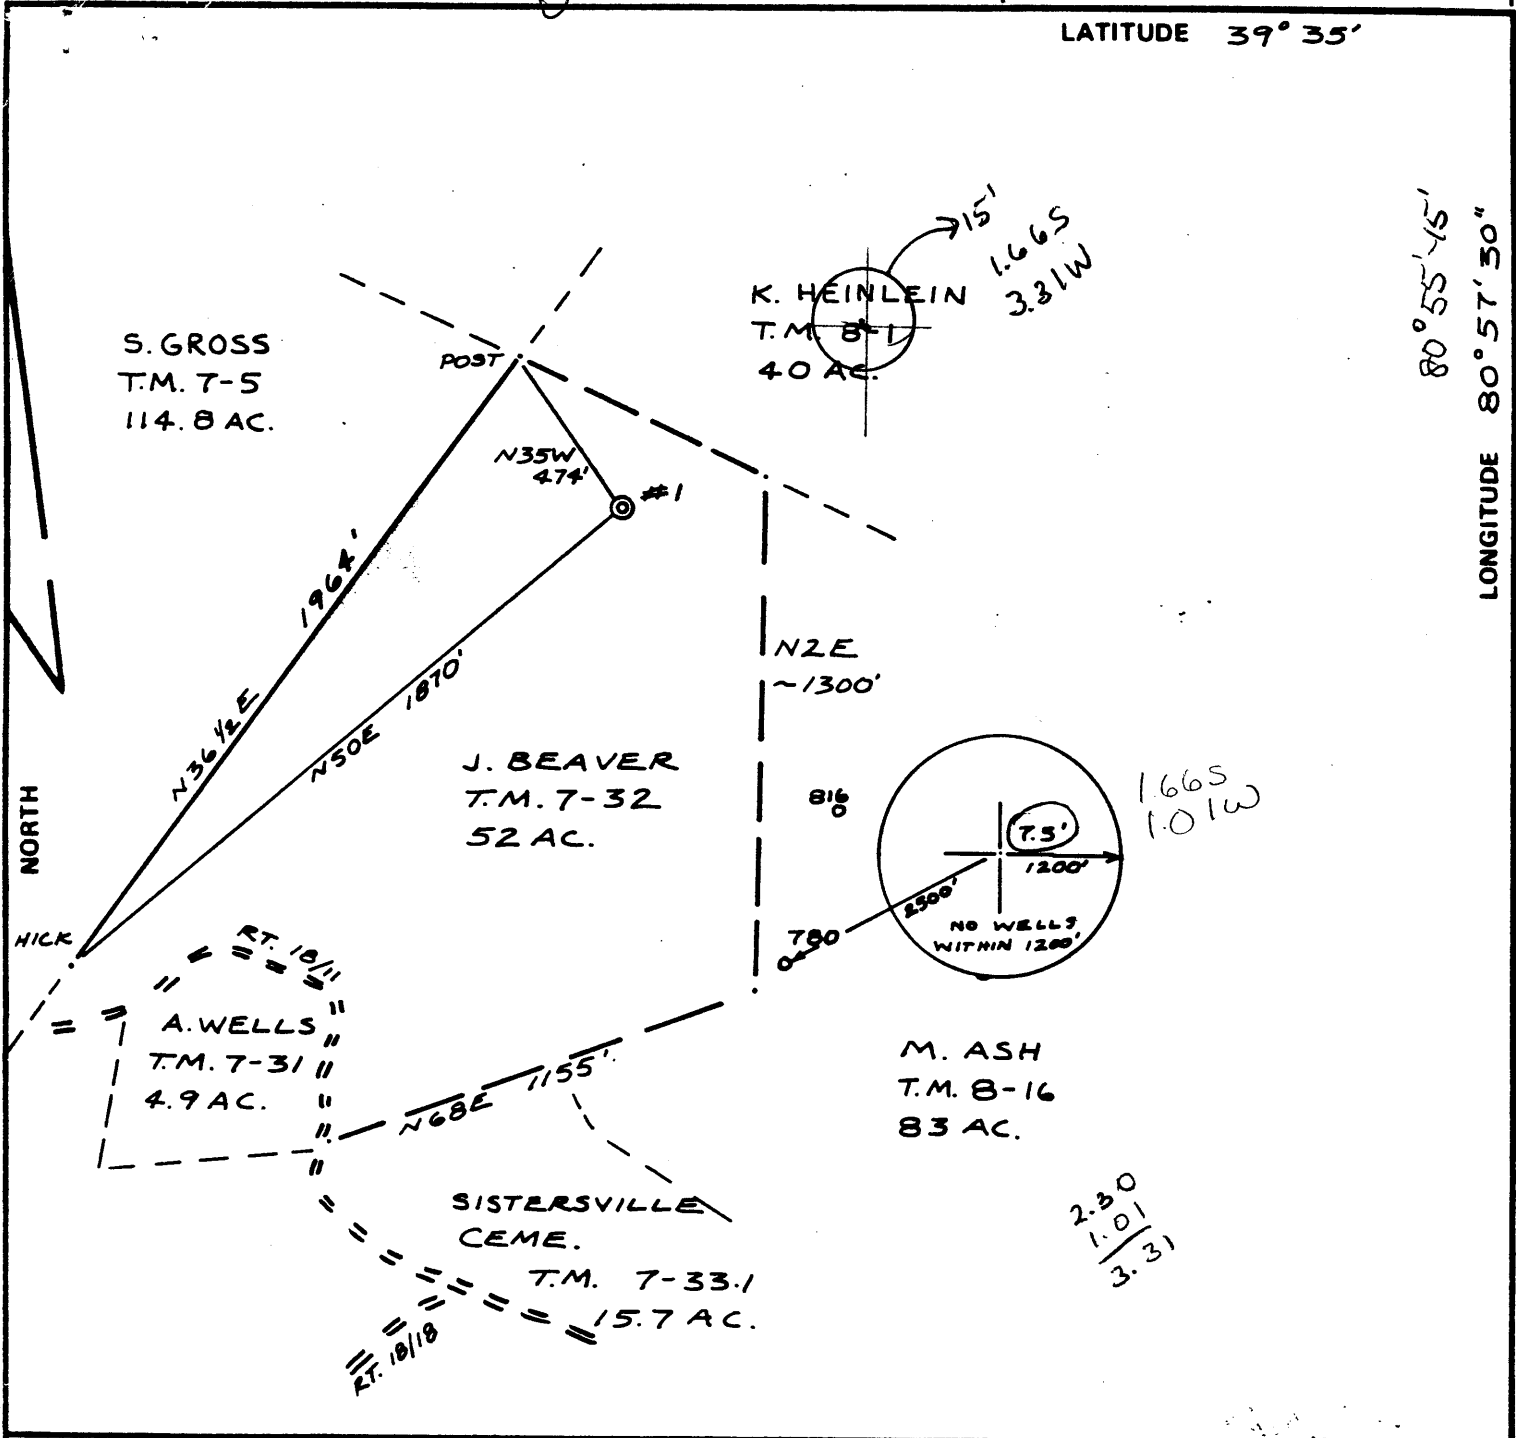 LATITUDE 39° 35'
LONGITUDE 80° 57' 30"
80° 55' 15'
15'
1.66S
3.31W
K. HEINLEIN
T.M. 8-1
40 AC.
S. GROSS
T.M. 7-5
114.8 AC.
POST
N35W
474'
#1
1964'
N36 1/2 E
N50E 1870'
N2E
~1300'
J. BEAVER
T.M. 7-32
52 AC.
816
7.5'
1200'
2500'
NO WELLS
WITHIN 1200'
1.66S
1.01W
780
NORTH
HICK
RT. 18/11
A. WELLS
T.M. 7-31
4.9 AC.
N68E 1155'
M. ASH
T.M. 8-16
83 AC.
SISTERSVILLE
CEME.
T.M. 7-33.1
15.7 AC.
RT. 18/18
2.30
1.01
3.31